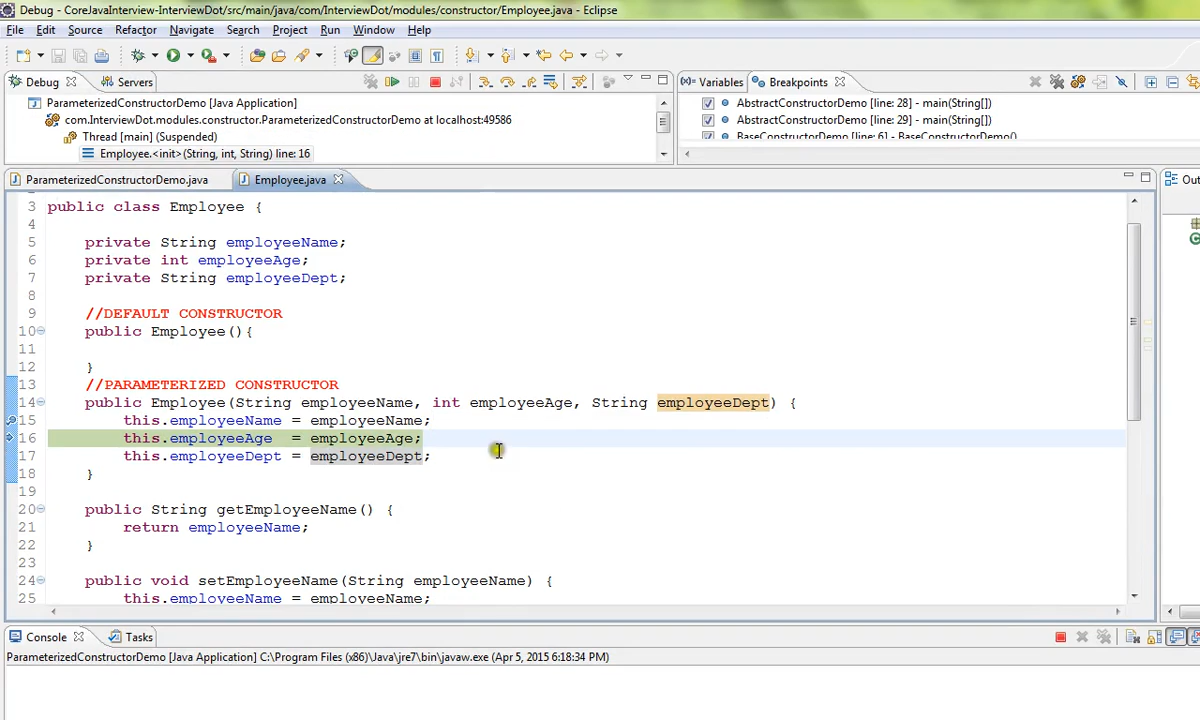 Debug - CoreJavaInterview-InterviewDot/src/main/java/com/InterviewDot/modules/constructor/Employee.java - Eclipse
File Edit Source Refactor Navigate Search Project Run Window Help
Debug Servers
(x)= Variables Breakpoints
ParameterizedConstructorDemo [Java Application]
com.InterviewDot.modules.constructor.ParameterizedConstructorDemo at localhost:49586
Thread [main] (Suspended)
Employee.<init>(String, int, String) line: 16
AbstractConstructorDemo [line: 28] - main(String[])
AbstractConstructorDemo [line: 29] - main(String[])
BaseConstructorDemo [line: 6] - BaseConstructorDemo()
ParameterizedConstructorDemo.java Employee.java
Out
3 public class Employee {
4
5 private String employeeName;
6 private int employeeAge;
7 private String employeeDept;
8
9 //DEFAULT CONSTRUCTOR
10 public Employee(){
11
12 }
13 //PARAMETERIZED CONSTRUCTOR
14 public Employee(String employeeName, int employeeAge, String employeeDept) {
15 this.employeeName = employeeName;
16 this.employeeAge  = employeeAge;
17 this.employeeDept = employeeDept;
18 }
19
20 public String getEmployeeName() {
21 return employeeName;
22 }
23
24 public void setEmployeeName(String employeeName) {
25 this.employeeName = employeeName;
Console Tasks
ParameterizedConstructorDemo [Java Application] C:\Program Files (x86)\Java\jre7\bin\javaw.exe (Apr 5, 2015 6:18:34 PM)